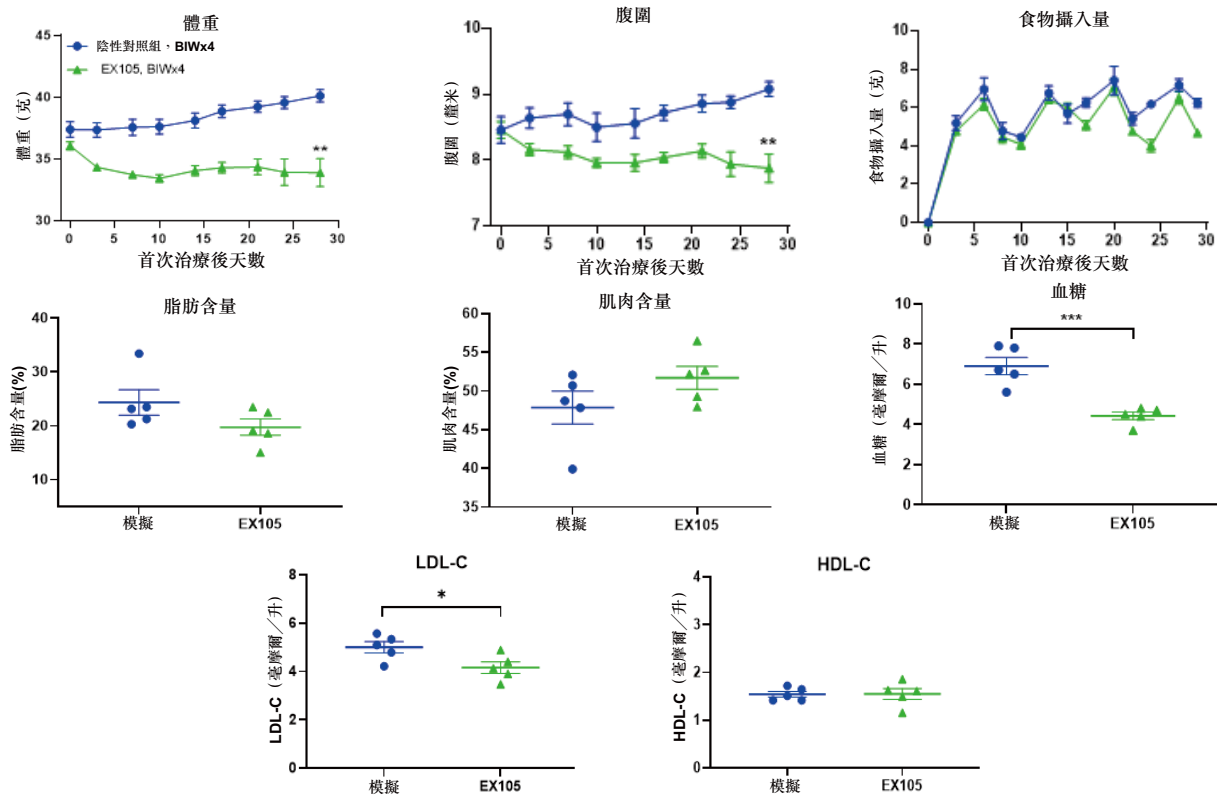 體重
45
40
35
30
體重（克）
陰性對照組，BIWx4
EX105, BIWx4
**
0 5 10 15 20 25 30
首次治療後天數
腹圍
10
9
8
7
腹圍（釐米）
**
0 5 10 15 20 25 30
首次治療後天數
食物攝入量
10
8
6
4
2
0
食物攝入量（克）
0 5 10 15 20 25 30
首次治療後天數
脂肪含量
40
30
20
10
脂肪含量(%)
模擬 EX105
肌肉含量
60
55
50
45
40
35
肌肉含量(%)
模擬 EX105
血糖
10
8
6
4
2
0
血糖（毫摩爾／升）
***
模擬 EX105
LDL-C
8
6
4
2
0
LDL-C（毫摩爾／升）
*
模擬 EX105
HDL-C
4
3
2
1
0
HDL-C（毫摩爾／升）
模擬 EX105